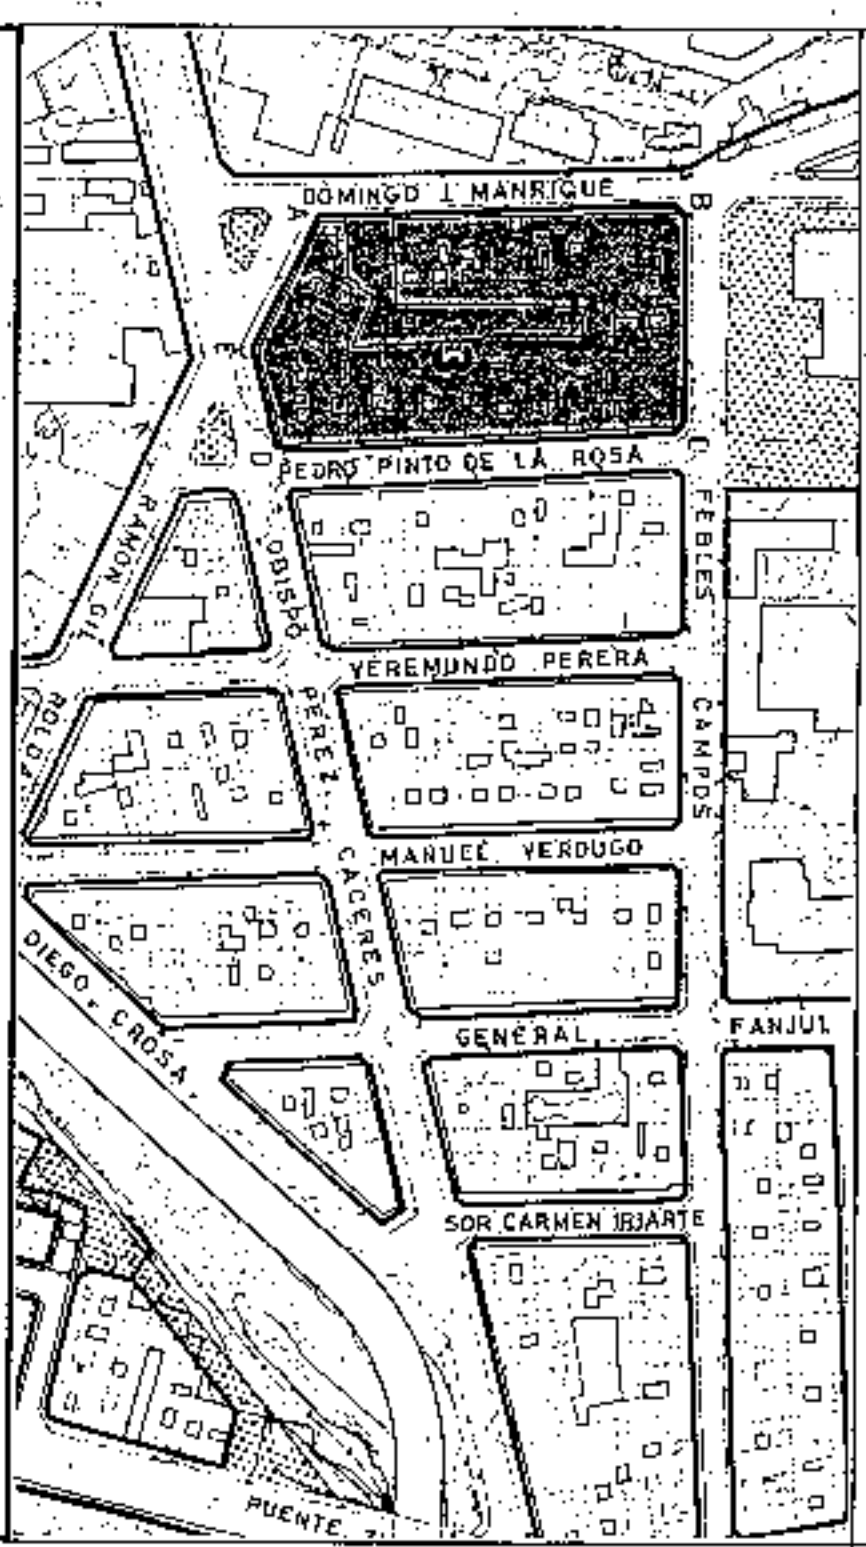 DOMINGO J. MANRIQUE
A
B
E
C
D
PEDRO PINTO DE LA ROSA
RAMON GIL
ROLDAN
OBISPO PEREZ CACERES
FEBLES CAMPOS
VEREMUNDO PERERA
MANUEL VERDUGO
DIEGO CROSA
GENERAL FANJUL
SOR CARMEN IRIARTE
PUENTE